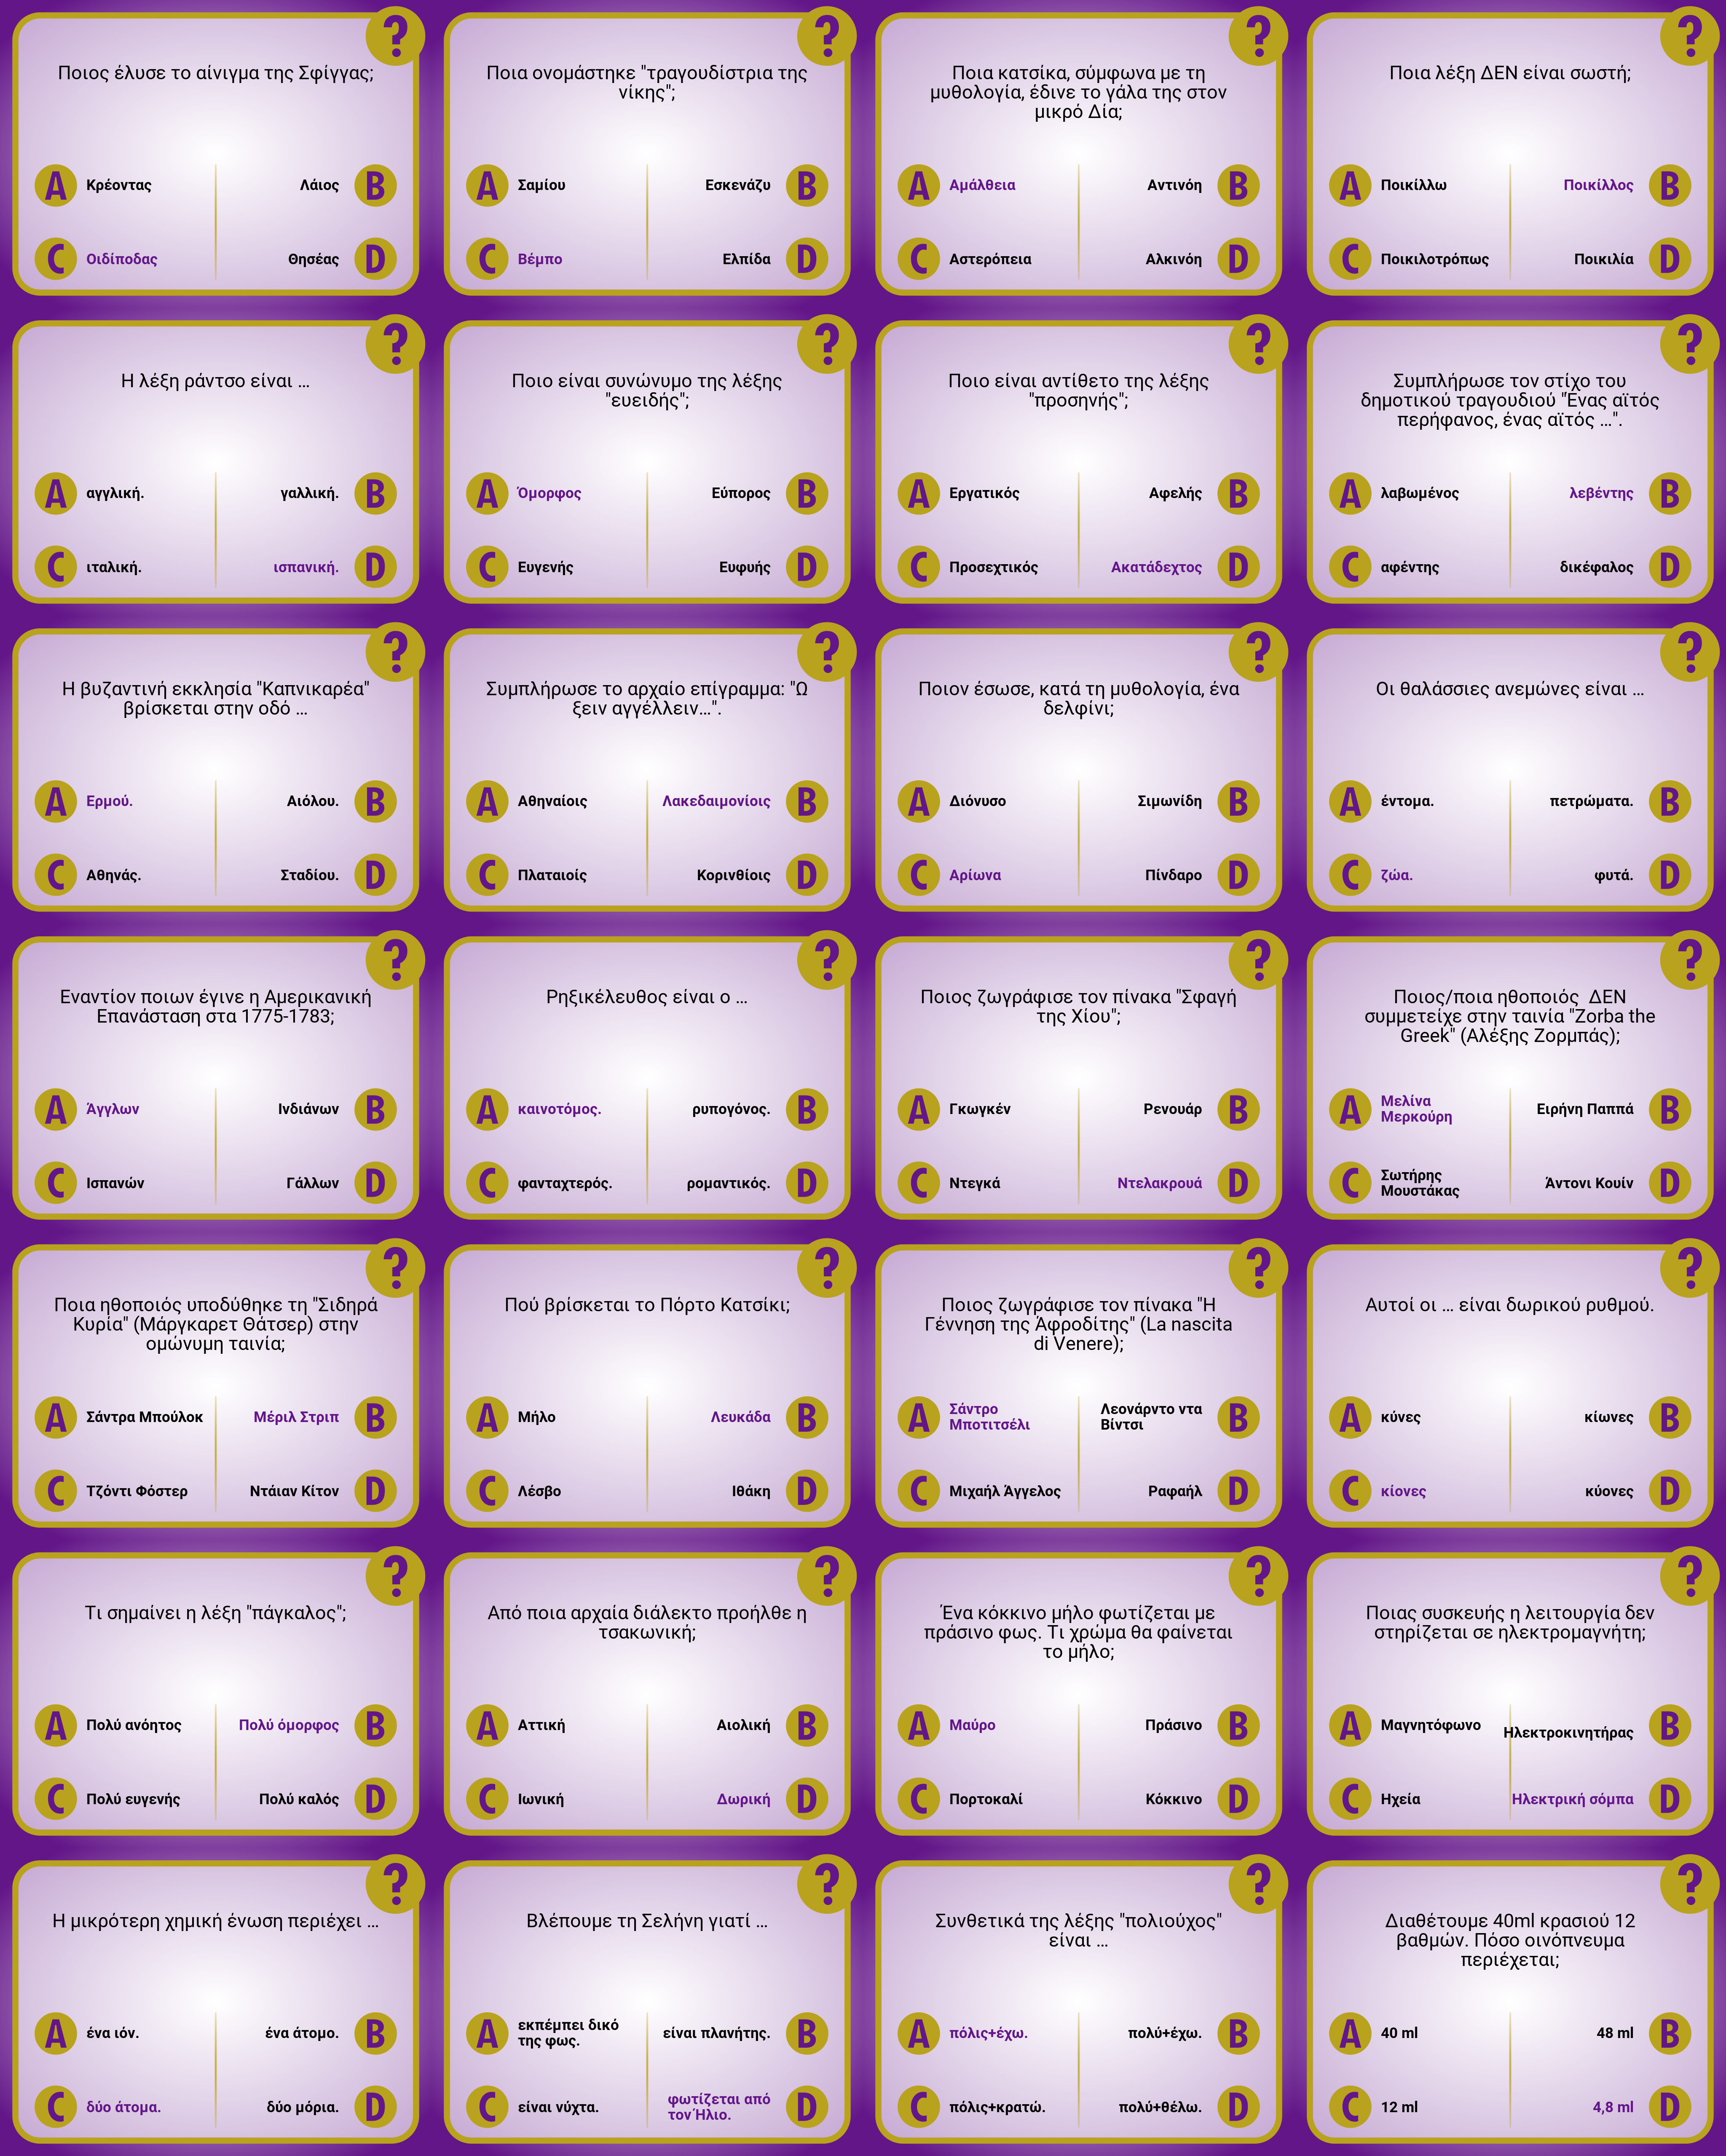 ?
Ποιος έλυσε το αίνιγμα της Σφίγγας;
A Κρέοντας
Λάιος B
C Οιδίποδας
Θησέας D
?
Ποια ονομάστηκε "τραγουδίστρια της
νίκης";
A Σαμίου
Εσκενάζυ B
C Βέμπο
Ελπίδα D
?
Ποια κατσίκα, σύμφωνα με τη
μυθολογία, έδινε το γάλα της στον
μικρό Δία;
A Αμάλθεια
Αντινόη B
C Αστερόπεια
Αλκινόη D
?
Ποια λέξη ΔΕΝ είναι σωστή;
A Ποικίλλω
Ποικίλλος B
C Ποικιλοτρόπως
Ποικιλία D
?
Η λέξη ράντσο είναι ...
A αγγλική.
γαλλική. B
C ιταλική.
ισπανική. D
?
Ποιο είναι συνώνυμο της λέξης
"ευειδής";
A Όμορφος
Εύπορος B
C Ευγενής
Ευφυής D
?
Ποιο είναι αντίθετο της λέξης
"προσηνής";
A Εργατικός
Αφελής B
C Προσεχτικός
Ακατάδεχτος D
?
Συμπλήρωσε τον στίχο του
δημοτικού τραγουδιού "Ένας αϊτός
περήφανος, ένας αϊτός ...".
A λαβωμένος
λεβέντης B
C αφέντης
δικέφαλος D
?
Η βυζαντινή εκκλησία "Καπνικαρέα"
βρίσκεται στην οδό ...
A Ερμού.
Αιόλου. B
C Αθηνάς.
Σταδίου. D
?
Συμπλήρωσε το αρχαίο επίγραμμα: "Ω
ξειν αγγέλλειν...".
A Αθηναίοις
Λακεδαιμονίοις B
C Πλαταιοίς
Κορινθίοις D
?
Ποιον έσωσε, κατά τη μυθολογία, ένα
δελφίνι;
A Διόνυσο
Σιμωνίδη B
C Αρίωνα
Πίνδαρο D
?
Οι θαλάσσιες ανεμώνες είναι ...
A έντομα.
πετρώματα. B
C ζώα.
φυτά. D
?
Εναντίον ποιων έγινε η Αμερικανική
Επανάσταση στα 1775-1783;
A Άγγλων
Ινδιάνων B
C Ισπανών
Γάλλων D
?
Ρηξικέλευθος είναι ο ...
A καινοτόμος.
ρυπογόνος. B
C φανταχτερός.
ρομαντικός. D
?
Ποιος ζωγράφισε τον πίνακα "Σφαγή
της Χίου";
A Γκωγκέν
Ρενουάρ B
C Ντεγκά
Ντελακρουά D
?
Ποιος/ποια ηθοποιός  ΔΕΝ
συμμετείχε στην ταινία "Zorba the
Greek" (Αλέξης Ζορμπάς);
A Μελίνα
Μερκούρη
Ειρήνη Παππά B
C Σωτήρης
Μουστάκας
Άντονι Κουίν D
?
Ποια ηθοποιός υποδύθηκε τη "Σιδηρά
Κυρία" (Μάργκαρετ Θάτσερ) στην
ομώνυμη ταινία;
A Σάντρα Μπούλοκ
Μέριλ Στριπ B
C Τζόντι Φόστερ
Ντάιαν Κίτον D
?
Πού βρίσκεται το Πόρτο Κατσίκι;
A Μήλο
Λευκάδα B
C Λέσβο
Ιθάκη D
?
Ποιος ζωγράφισε τον πίνακα "Η
Γέννηση της Άφροδίτης" (La nascita
di Venere);
A Σάντρο
Μποτιτσέλι
Λεονάρντο ντα
Βίντσι B
C Μιχαήλ Άγγελος
Ραφαήλ D
?
Αυτοί οι ... είναι δωρικού ρυθμού.
A κύνες
κίωνες B
C κίονες
κύονες D
?
Τι σημαίνει η λέξη "πάγκαλος";
A Πολύ ανόητος
Πολύ όμορφος B
C Πολύ ευγενής
Πολύ καλός D
?
Από ποια αρχαία διάλεκτο προήλθε η
τσακωνική;
A Αττική
Αιολική B
C Ιωνική
Δωρική D
?
Ένα κόκκινο μήλο φωτίζεται με
πράσινο φως. Τι χρώμα θα φαίνεται
το μήλο;
A Μαύρο
Πράσινο B
C Πορτοκαλί
Κόκκινο D
?
Ποιας συσκευής η λειτουργία δεν
στηρίζεται σε ηλεκτρομαγνήτη;
A Μαγνητόφωνο
Ηλεκτροκινητήρας B
C Ηχεία
Ηλεκτρική σόμπα D
?
Η μικρότερη χημική ένωση περιέχει ...
A ένα ιόν.
ένα άτομο. B
C δύο άτομα.
δύο μόρια. D
?
Βλέπουμε τη Σελήνη γιατί ...
A εκπέμπει δικό
της φως.
είναι πλανήτης. B
C είναι νύχτα.
φωτίζεται από
τον Ήλιο. D
?
Συνθετικά της λέξης "πολιούχος"
είναι ...
A πόλις+έχω.
πολύ+έχω. B
C πόλις+κρατώ.
πολύ+θέλω. D
?
Διαθέτουμε 40ml κρασιού 12
βαθμών. Πόσο οινόπνευμα
περιέχεται;
A 40 ml
48 ml B
C 12 ml
4,8 ml D